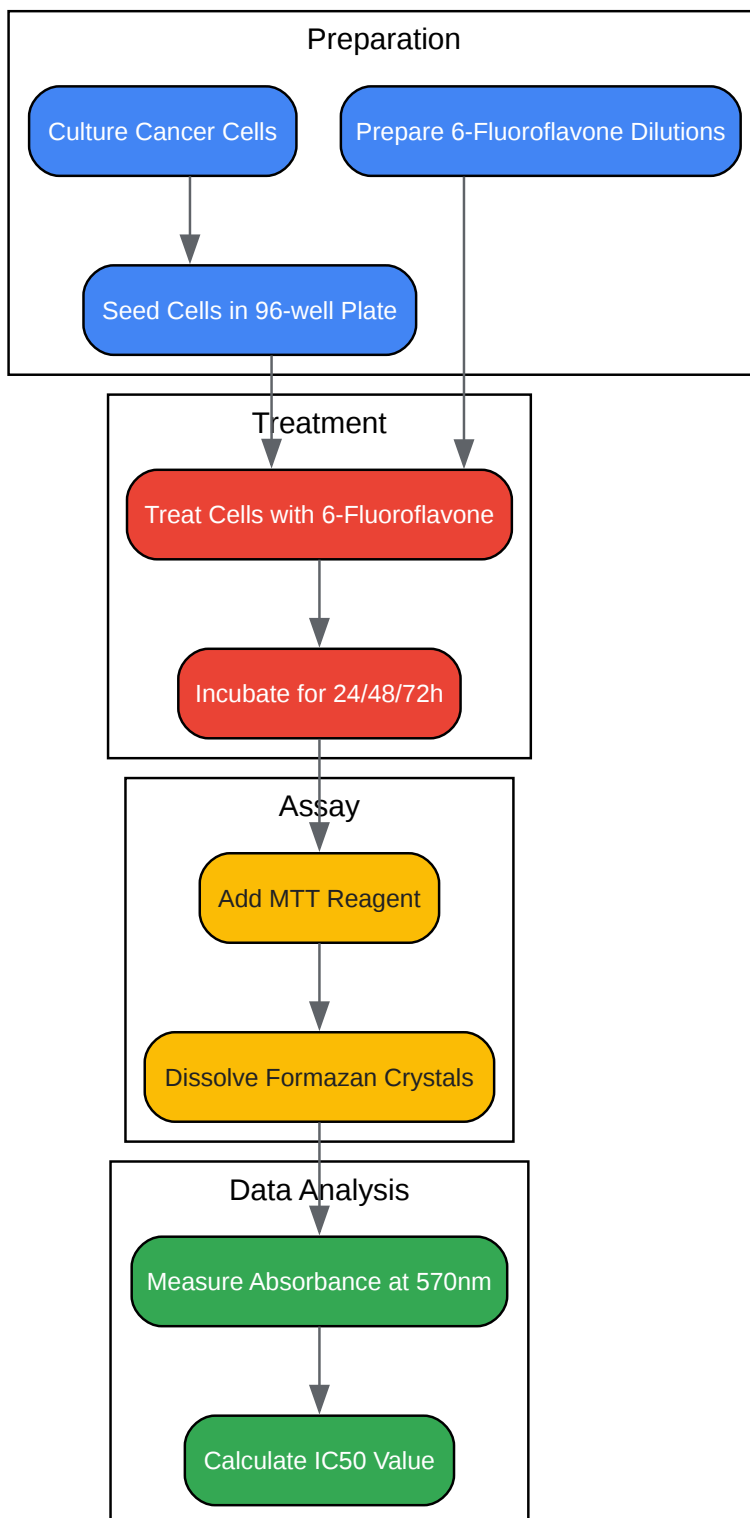 Preparation
Culture Cancer Cells
Prepare 6-Fluoroflavone Dilutions
Seed Cells in 96-well Plate
Treatment
Treat Cells with 6-Fluoroflavone
Incubate for 24/48/72h
Assay
Add MTT Reagent
Dissolve Formazan Crystals
Data Analysis
Measure Absorbance at 570nm
Calculate IC50 Value